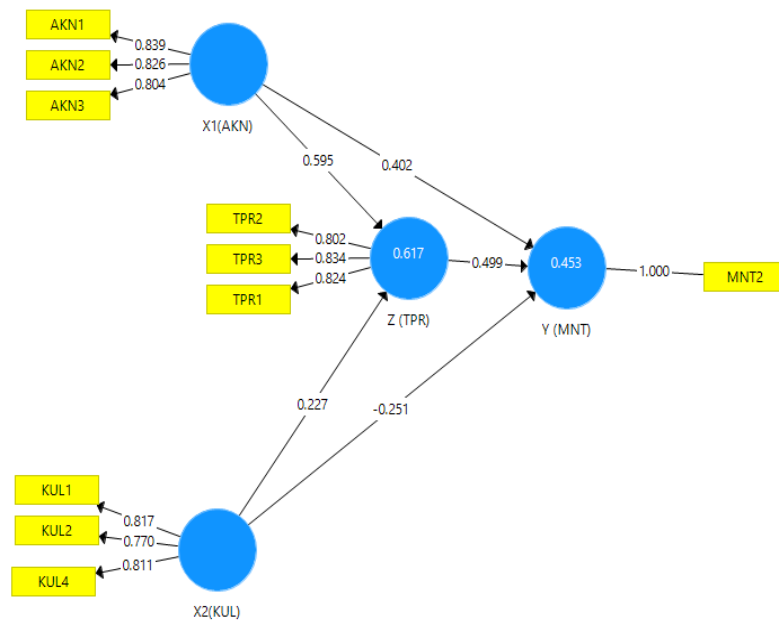 AKN1
0.839
AKN2
0.826
AKN3
0.804
X1(AKN)
0.595
0.402
TPR2
0.802
TPR3
0.834
TPR1
0.824
0.617
Z (TPR)
0.499
0.453
Y (MNT)
1.000
MNT2
0.227
-0.251
KUL1
0.817
KUL2
0.770
KUL4
0.811
X2(KUL)